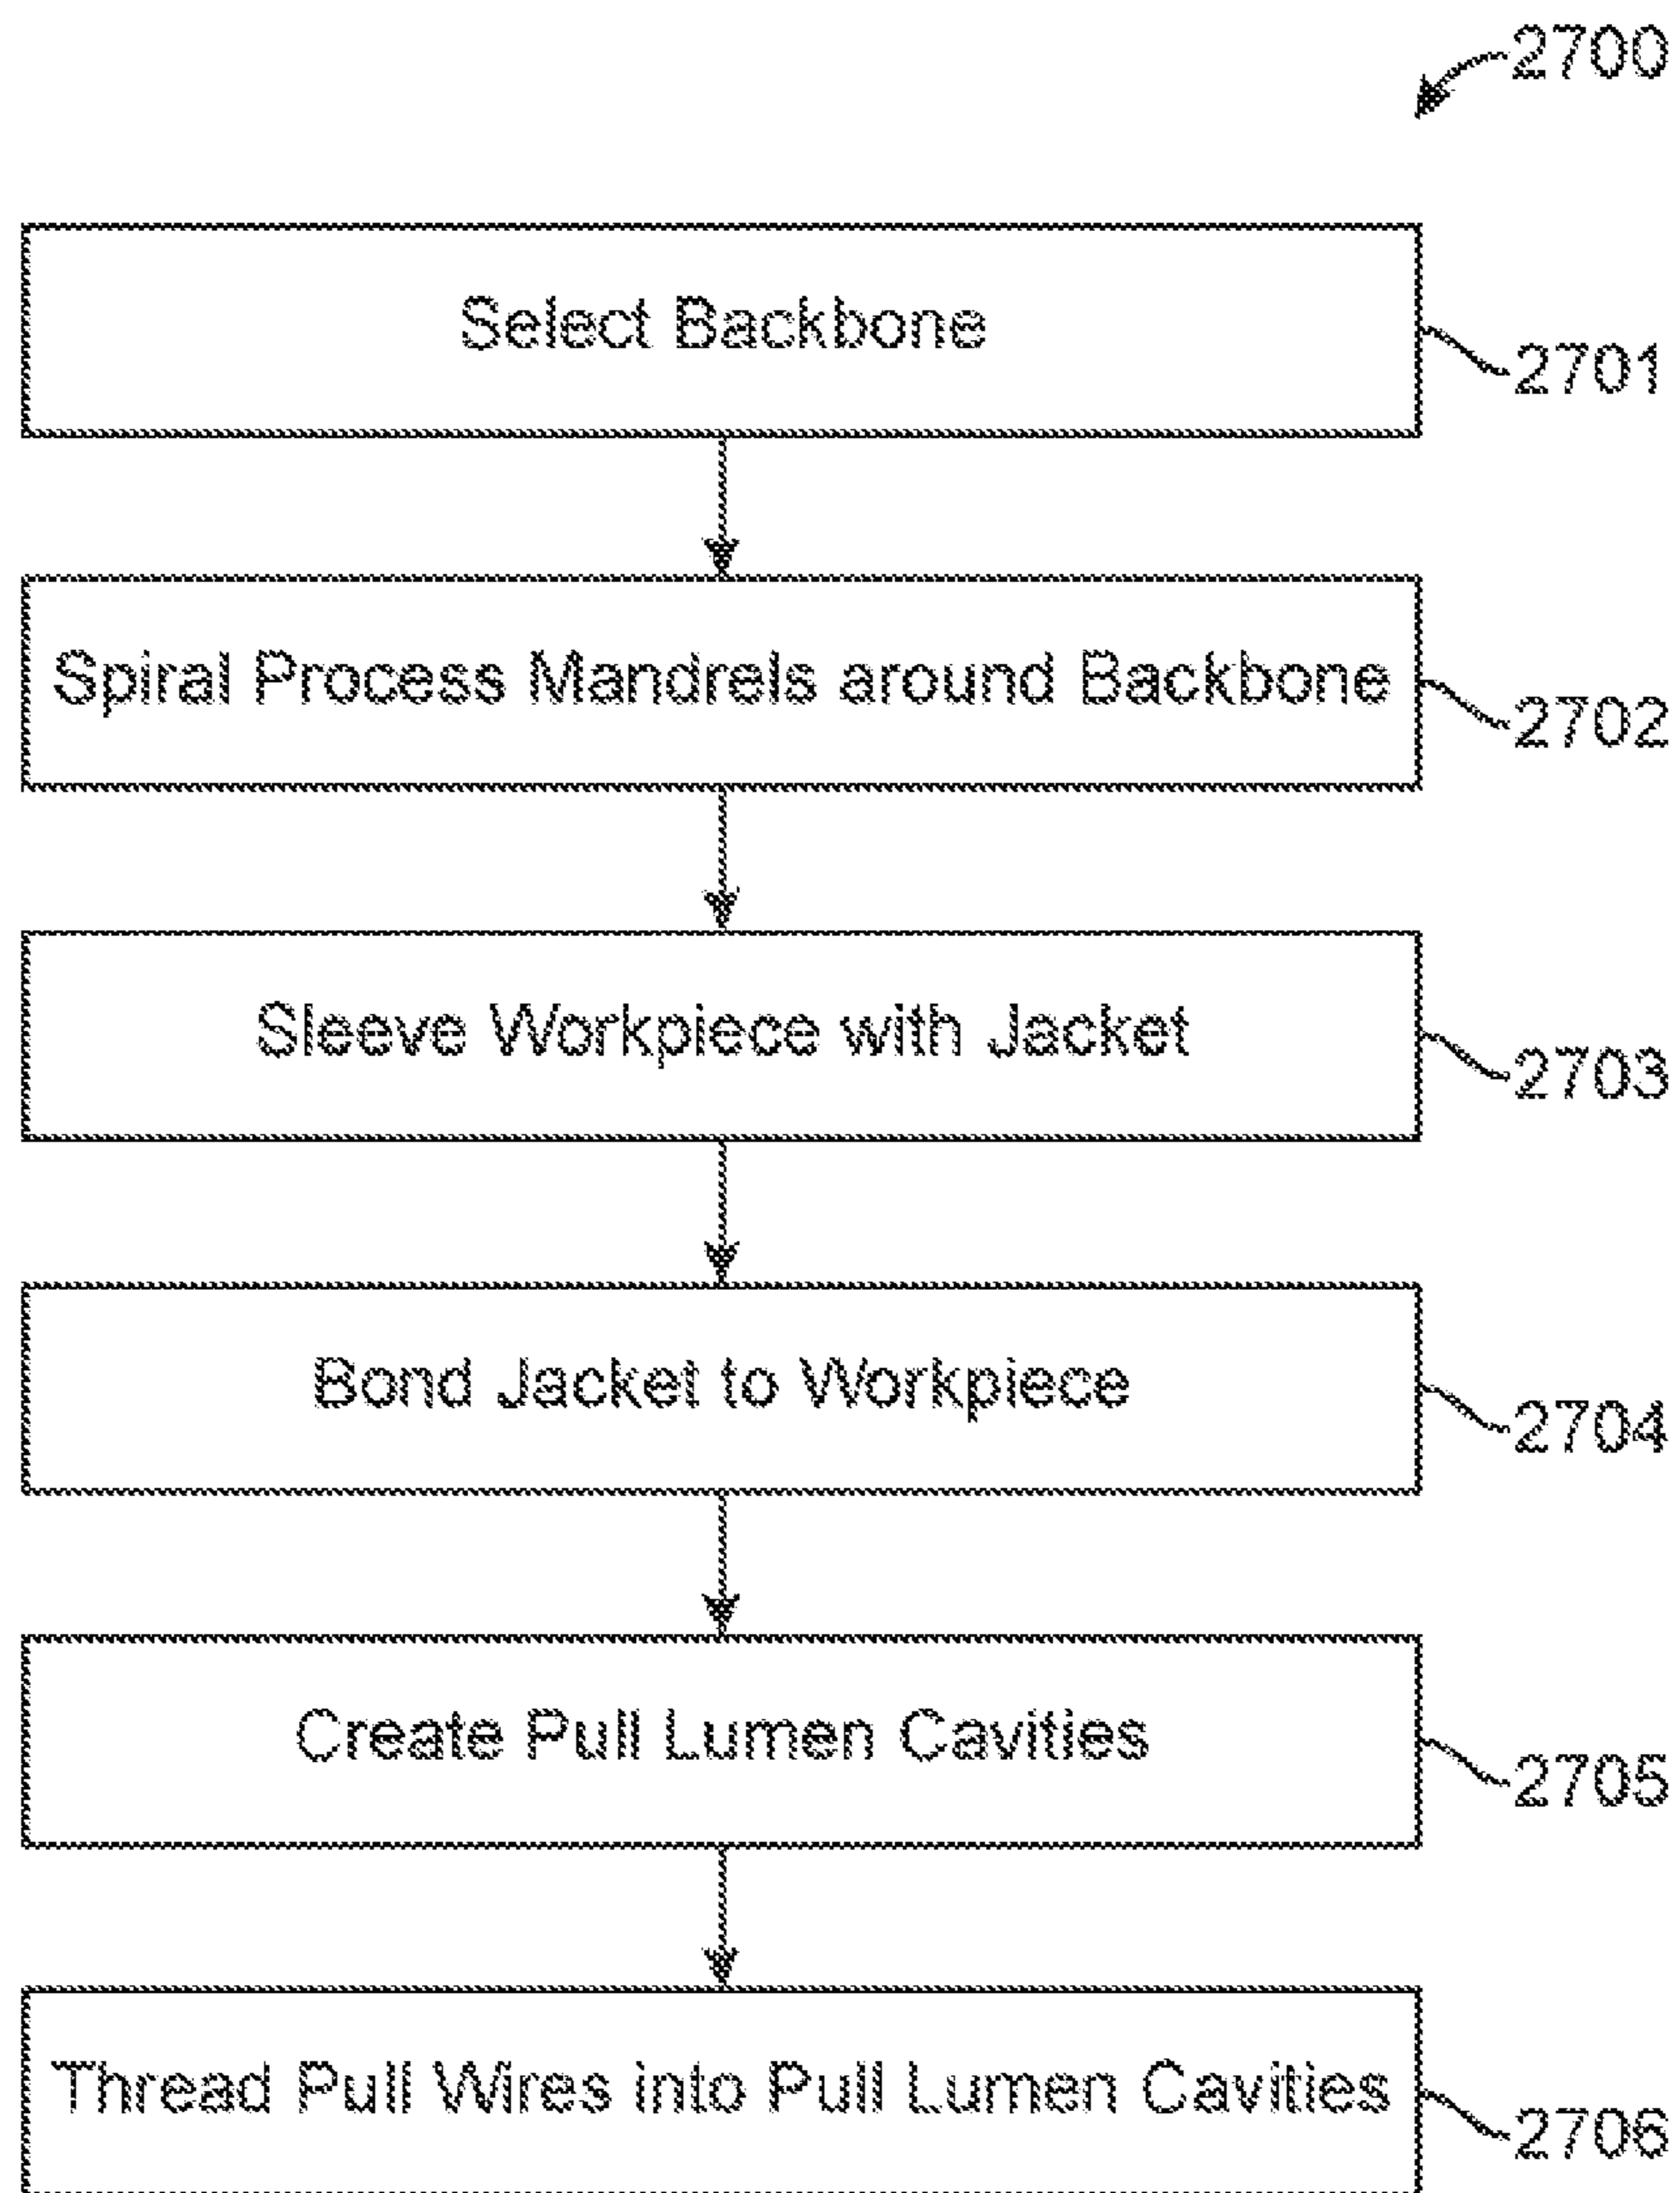 2700
Select Backbone
2701
Spiral Process Mandrels around Backbone
2702
Sleeve Workpiece with Jacket
2703
Bond Jacket to Workpiece
2704
Create Pull Lumen Cavities
2705
Thread Pull Wires into Pull Lumen Cavities
2706